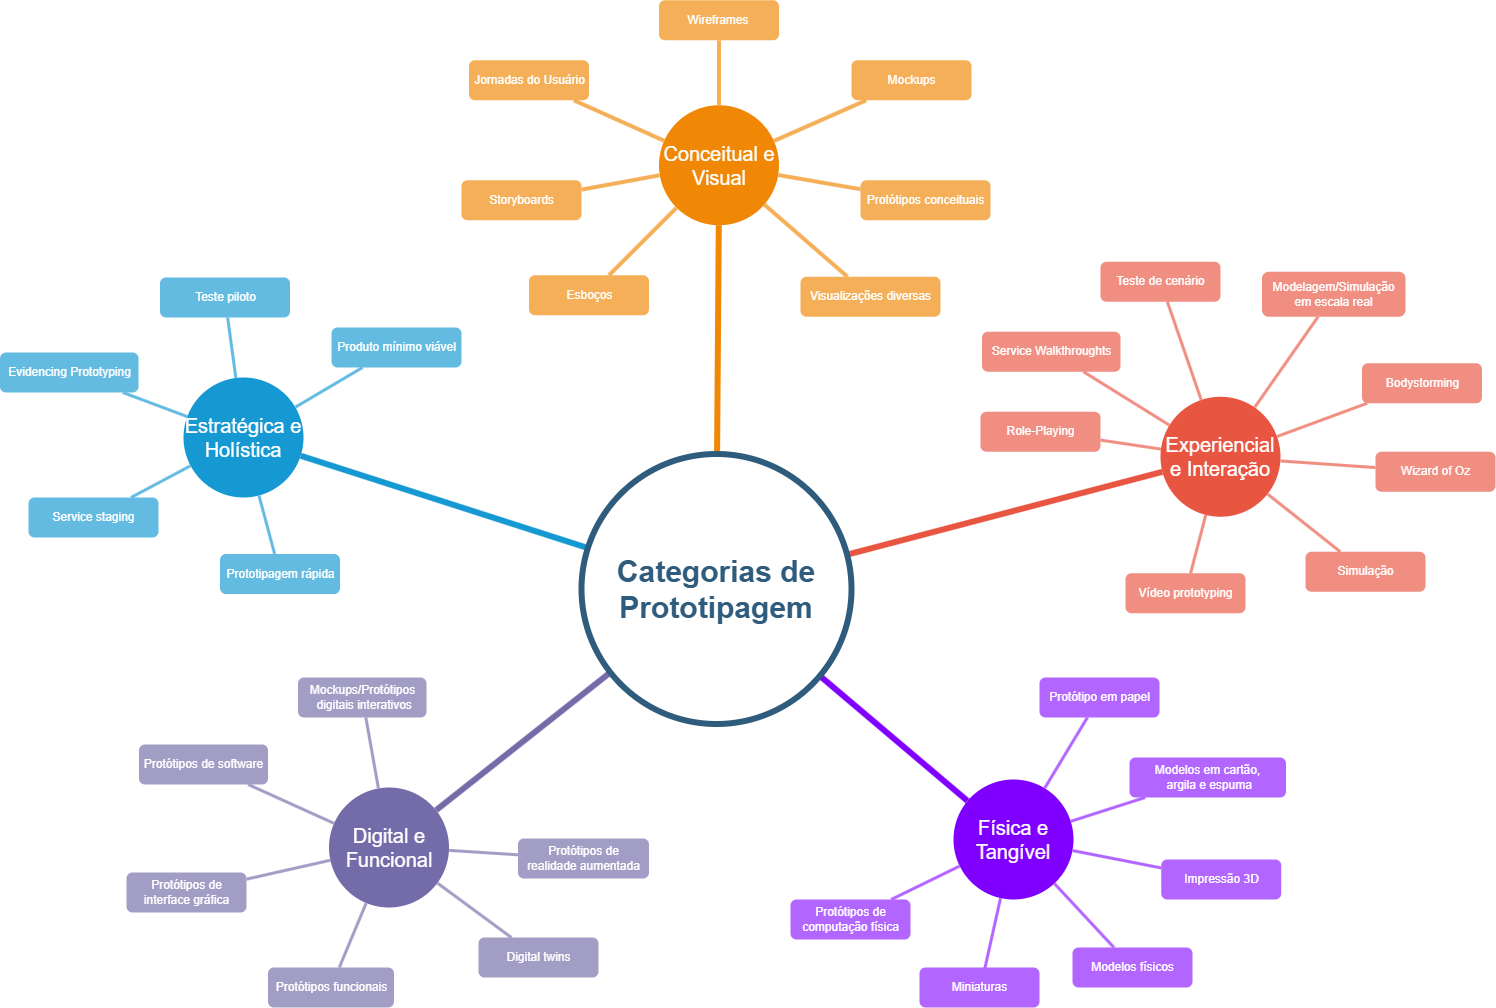 Wireframes
Jornadas do Usuário
Mockups
Conceitual e
Visual
Storyboards
Protótipos conceituais
Esboços
Visualizações diversas
Teste piloto
Produto mínimo viável
Evidencing Prototyping
Estratégica e
Holística
Service staging
Prototipagem rápida
Teste de cenário
Modelagem/Simulação
em escala real
Service Walkthroughts
Bodystorming
Role-Playing
Experiencial
e Interação
Wizard of Oz
Simulação
Vídeo prototyping
Categorias de
Prototipagem
Mockups/Protótipos
digitais interativos
Protótipos de software
Digital e
Funcional
Protótipos de
realidade aumentada
Protótipos de
interface gráfica
Digital twins
Protótipos funcionais
Protótipo em papel
Modelos em cartão,
argila e espuma
Física e
Tangível
Impressão 3D
Protótipos de
computação física
Modelos físicos
Miniaturas